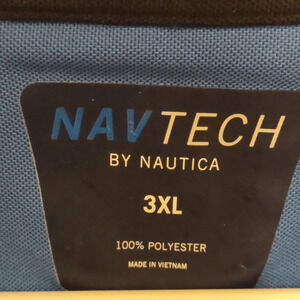 NAVTECH
BY NAUTICA
3XL
100% POLYESTER
MADE IN VIETNAM